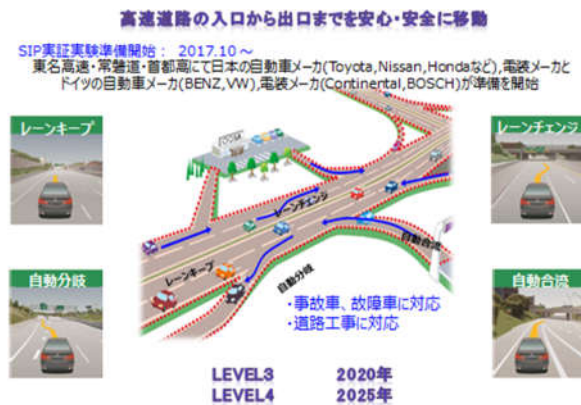 高速道路の入口から出口までを安心・安全に移動
SIP実証実験準備開始： 2017.10～
東名高速・常磐道・首都高にて日本の自動車メーカ(Toyota,Nissan,Hondaなど),電装メーカと
ドイツの自動車メーカ(BENZ,VW),電装メーカ(Continental,BOSCH)が準備を開始
レーンキープ
レーンチェンジ
レーンチェンジ
自動合流
レーンキープ
自動分岐
自動分岐
自動合流
・事故車、故障車に対応
・道路工事に対応
LEVEL3 2020年
LEVEL4 2025年